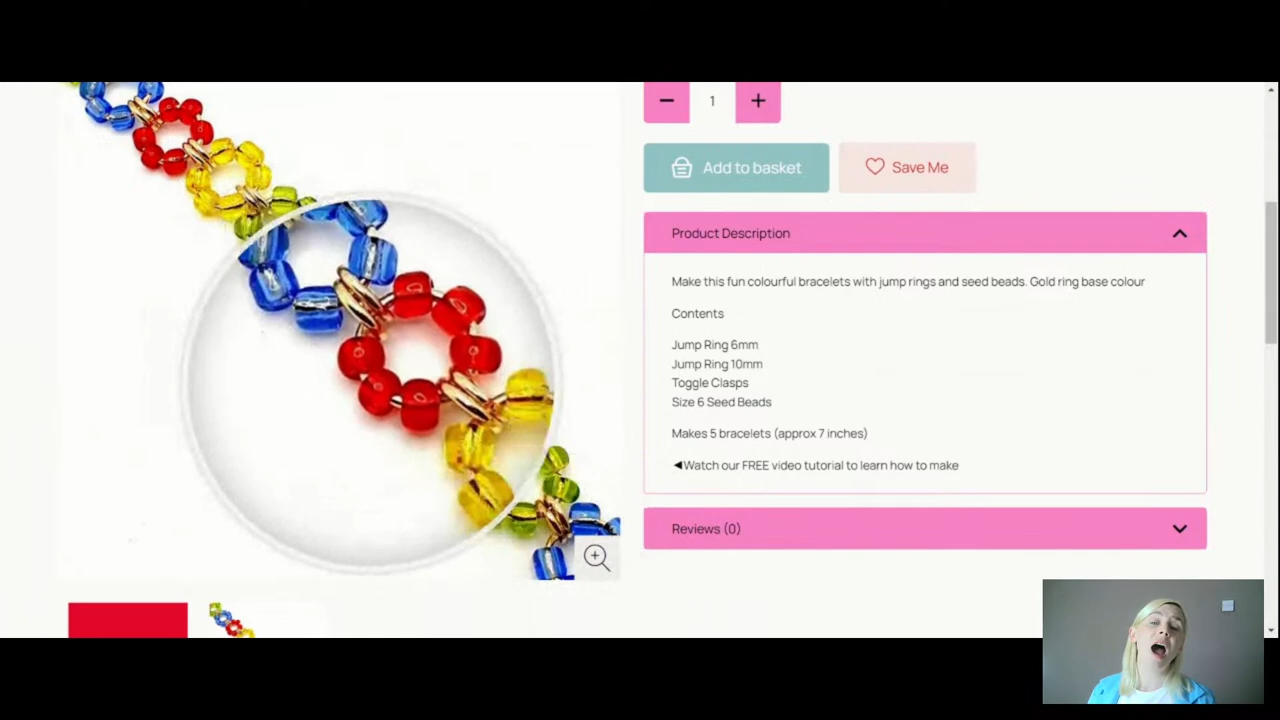 1
Add to basket
Save Me
Product Description
Make this fun colourful bracelets with jump rings and seed beads. Gold ring base colour
Contents
Jump Ring 6mm
Jump Ring 10mm
Toggle Clasps
Size 6 Seed Beads
Makes 5 bracelets (approx 7 inches)
◀Watch our FREE video tutorial to learn how to make
Reviews (0)